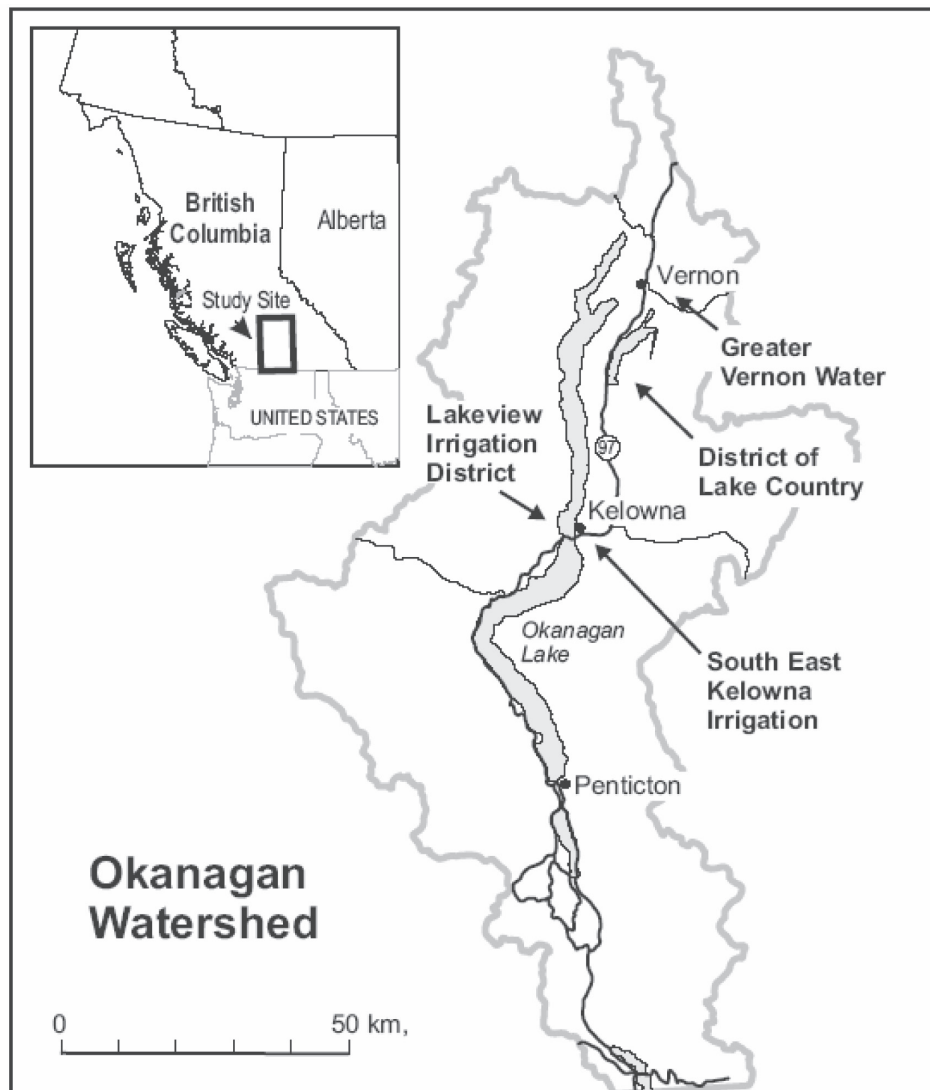 British
Columbia
Alberta
Study Site
UNITED STATES
Vernon
Greater
Vernon Water
Lakeview
Irrigation
District
97
District of
Lake Country
Kelowna
Okanagan
Lake
South East
Kelowna
Irrigation
Penticton
Okanagan
Watershed
0 50 km,